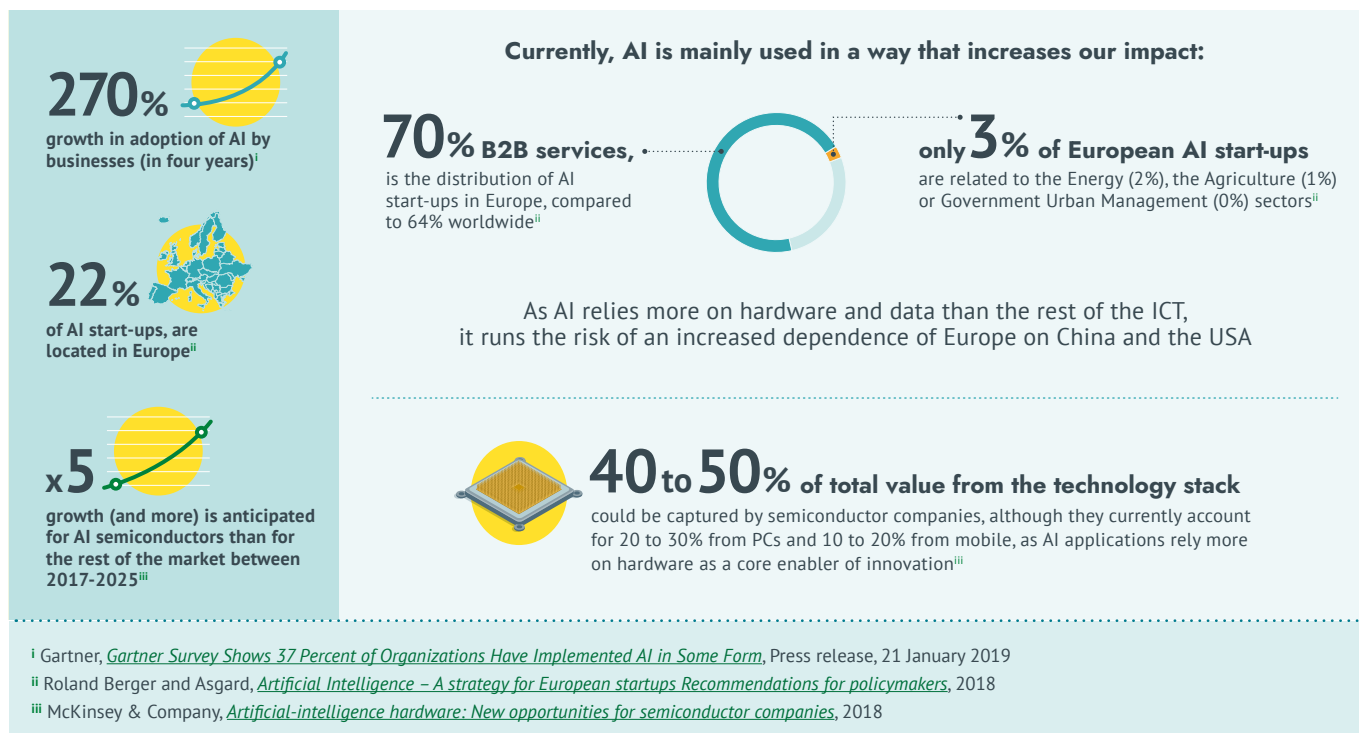 270%
growth in adoption of AI by
businesses (in four years)i
22%
of AI start-ups, are
located in Europeii
x5
growth (and more) is anticipated
for AI semiconductors than for
the rest of the market between
2017-2025iii
Currently, AI is mainly used in a way that increases our impact:
70% B2B services,
is the distribution of AI
start-ups in Europe, compared
to 64% worldwideii
only 3% of European AI start-ups
are related to the Energy (2%), the Agriculture (1%)
or Government Urban Management (0%) sectorsii
As AI relies more on hardware and data than the rest of the ICT,
it runs the risk of an increased dependence of Europe on China and the USA
40 to 50% of total value from the technology stack
could be captured by semiconductor companies, although they currently account
for 20 to 30% from PCs and 10 to 20% from mobile, as AI applications rely more
on hardware as a core enabler of innovationiii
i Gartner, Gartner Survey Shows 37 Percent of Organizations Have Implemented AI in Some Form, Press release, 21 January 2019
ii Roland Berger and Asgard, Artificial Intelligence – A strategy for European startups Recommendations for policymakers, 2018
iii McKinsey & Company, Artificial-intelligence hardware: New opportunities for semiconductor companies, 2018